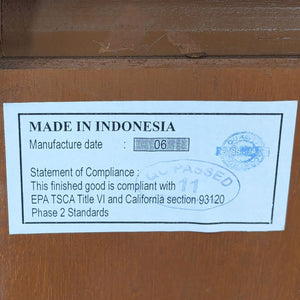 MADE IN INDONESIA
Manufacture date : 06
Statement of Compliance :
This finished good is compliant with
EPA TSCA Title VI and California section 93120
Phase 2 Standards
QC PASSED
11